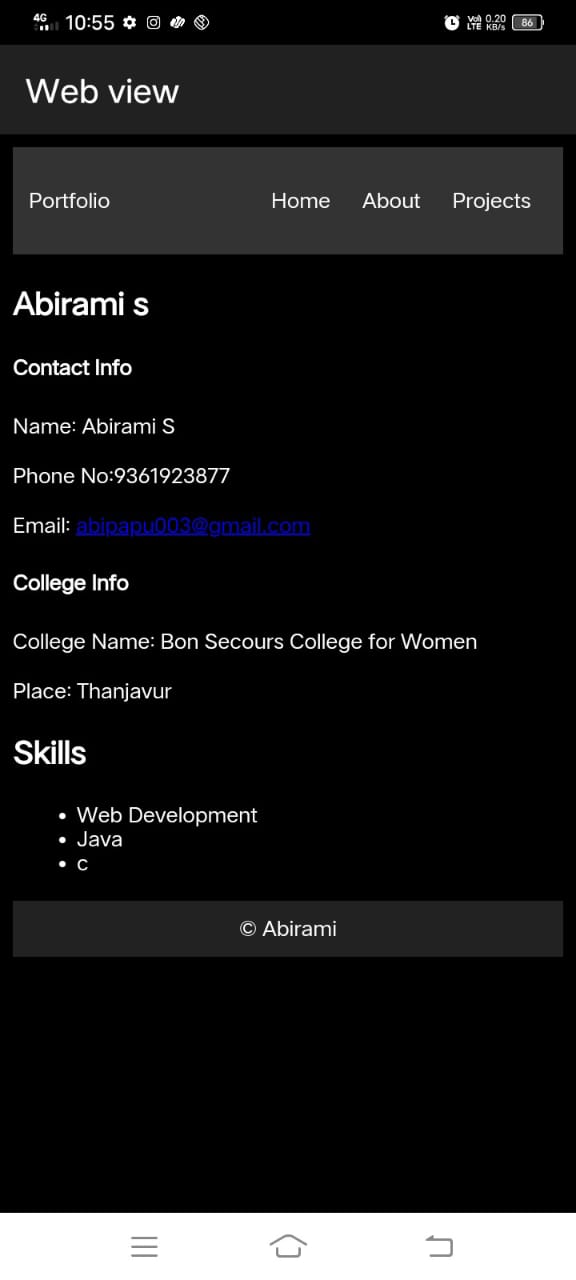 4G 10:55 VoLTE 0.20 KB/s 86
Web view
Portfolio Home About Projects
Abirami s
Contact Info
Name: Abirami S
Phone No:9361923877
Email: abipapu003@gmail.com
College Info
College Name: Bon Secours College for Women
Place: Thanjavur
Skills
• Web Development
• Java
• c
© Abirami